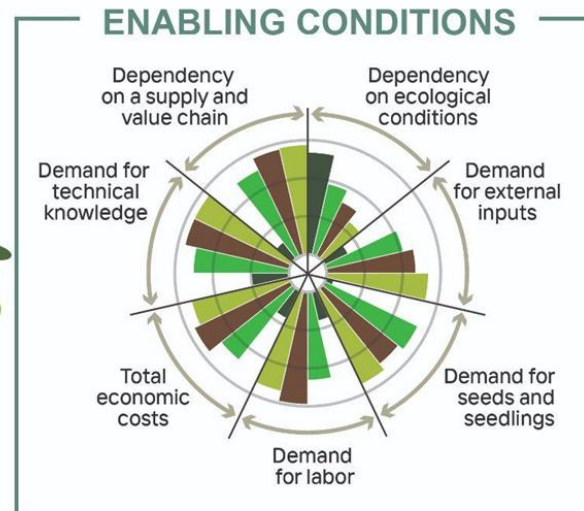 ENABLING CONDITIONS
Dependency
on a supply and
value chain
Dependency
on ecological
conditions
Demand for
technical
knowledge
Demand
for external
inputs
Total
economic
costs
Demand for
seeds and
seedlings
Demand
for labor